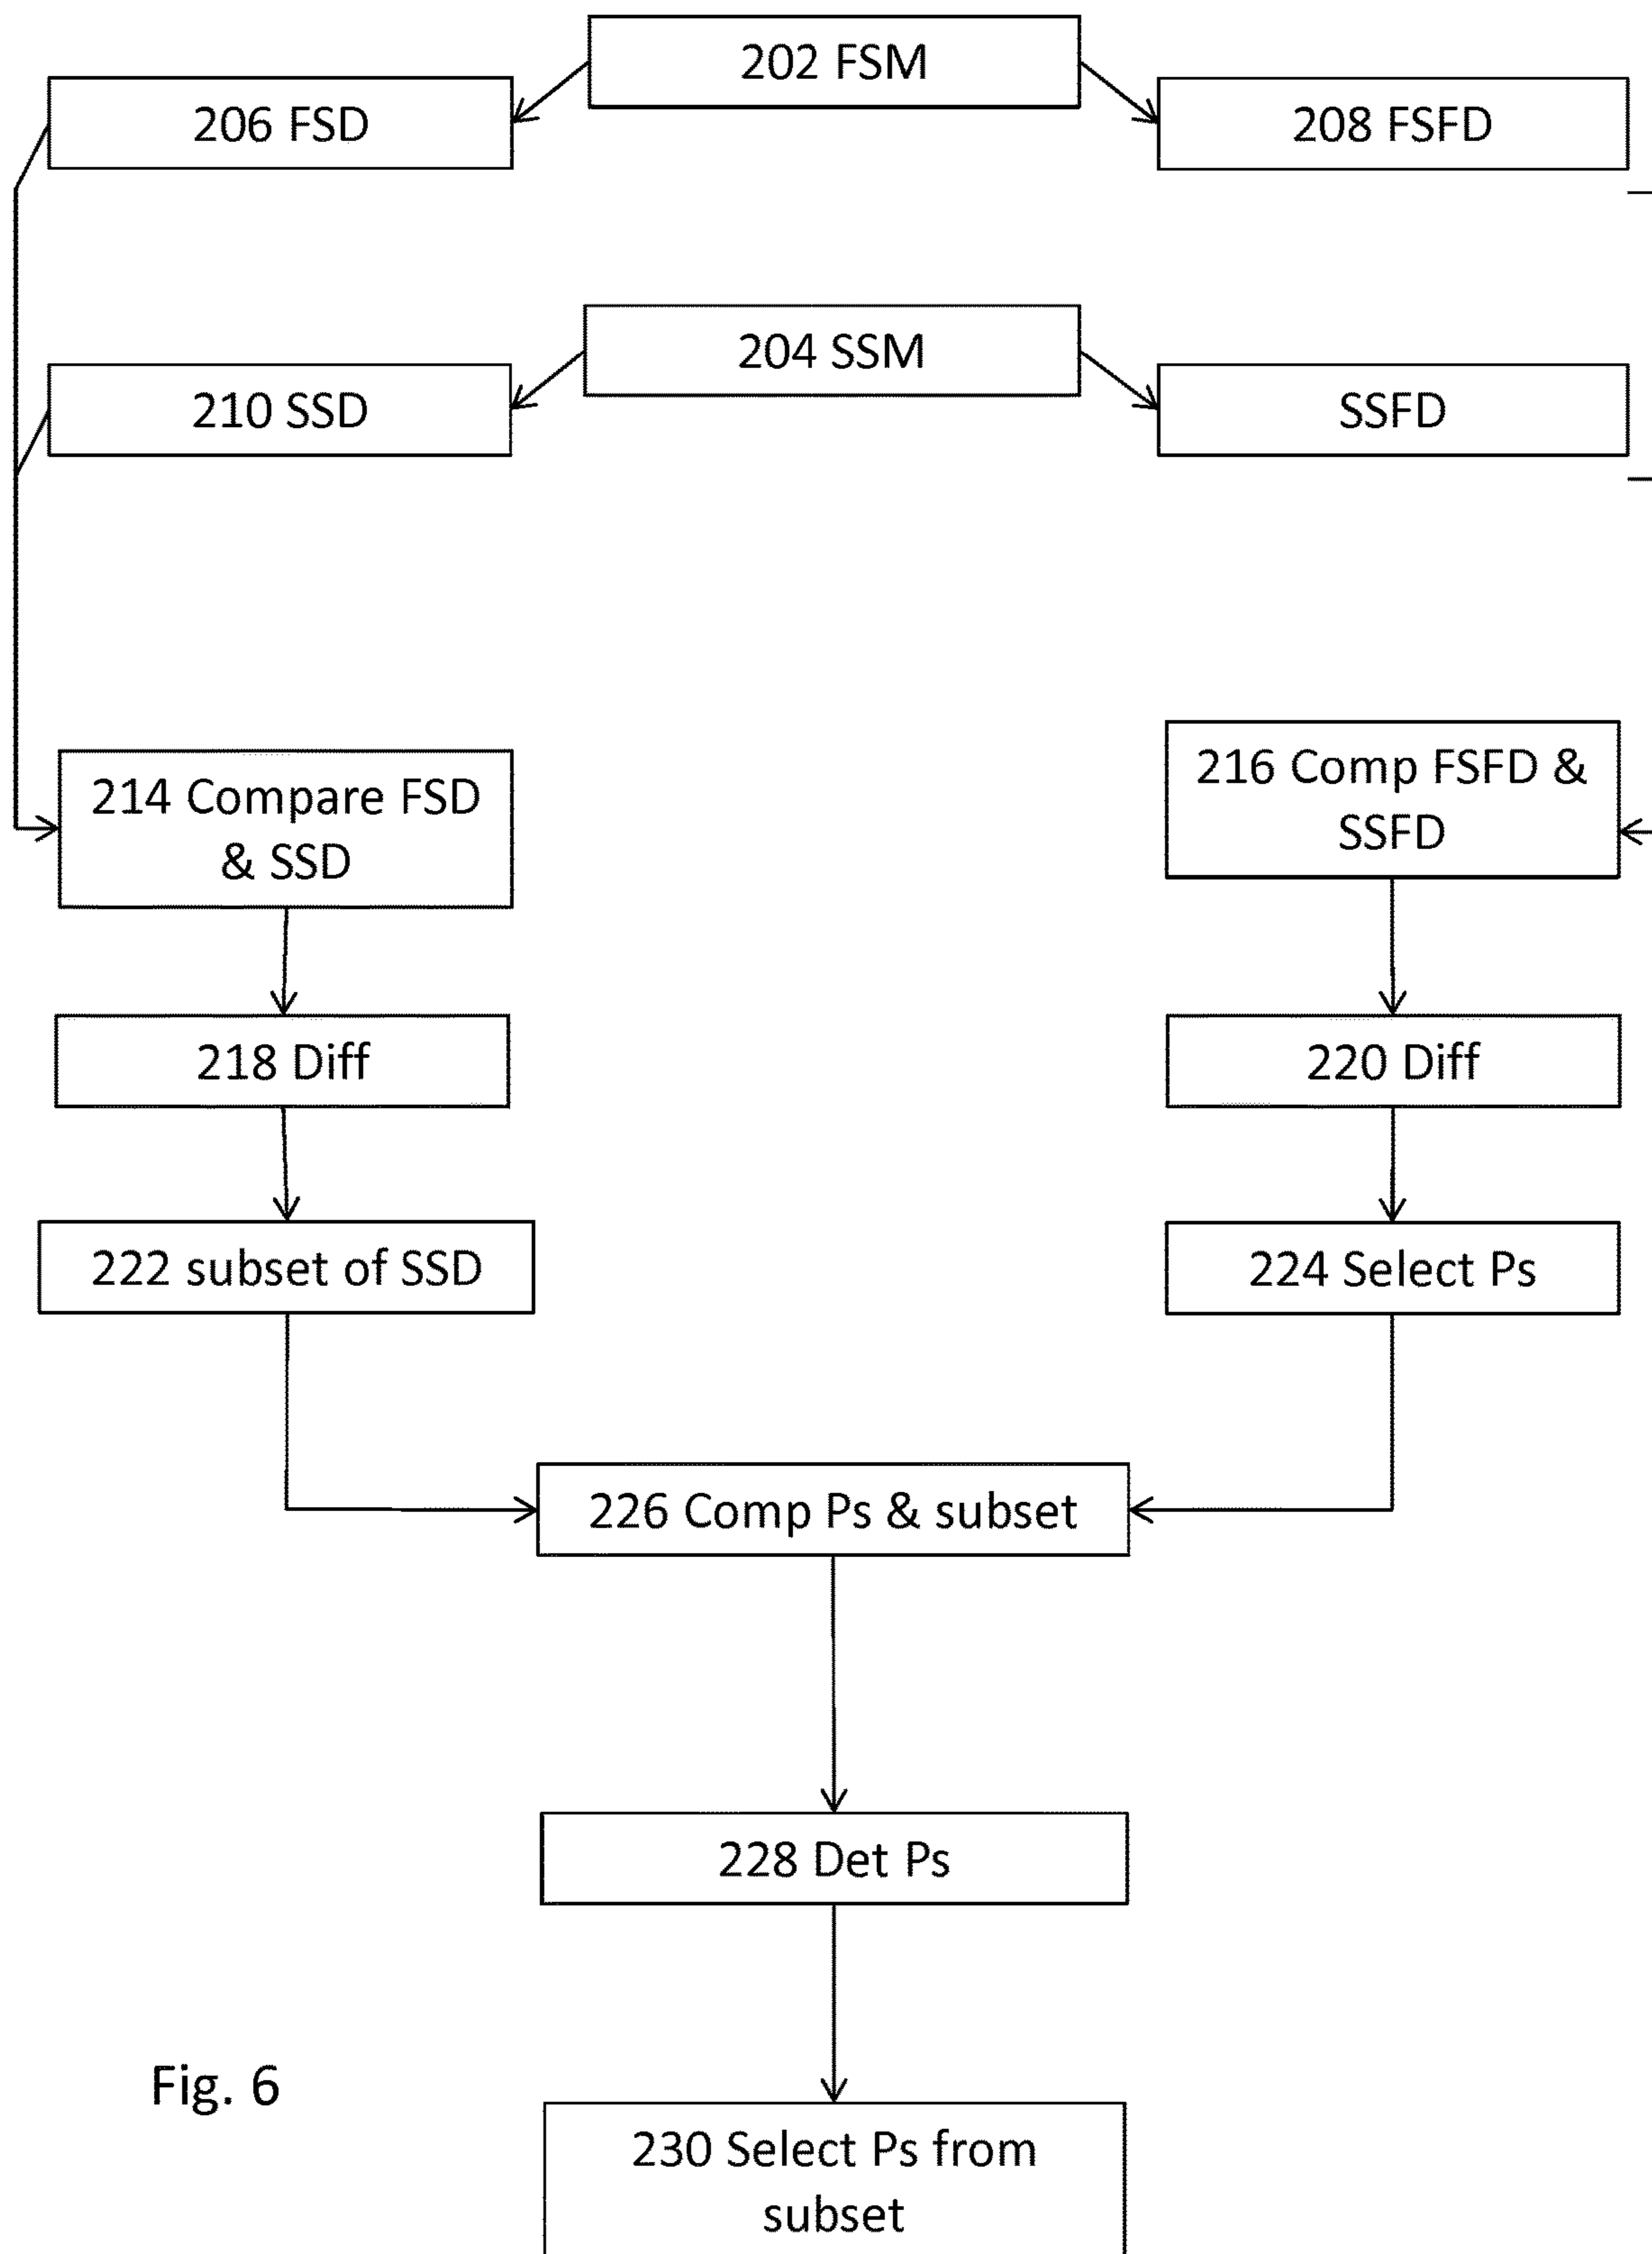 202 FSM
206 FSD
208 FSFD
204 SSM
210 SSD
SSFD
214 Compare FSD
& SSD
216 Comp FSFD &
SSFD
218 Diff
220 Diff
222 subset of SSD
224 Select Ps
226 Comp Ps & subset
228 Det Ps
Fig. 6
230 Select Ps from
subset